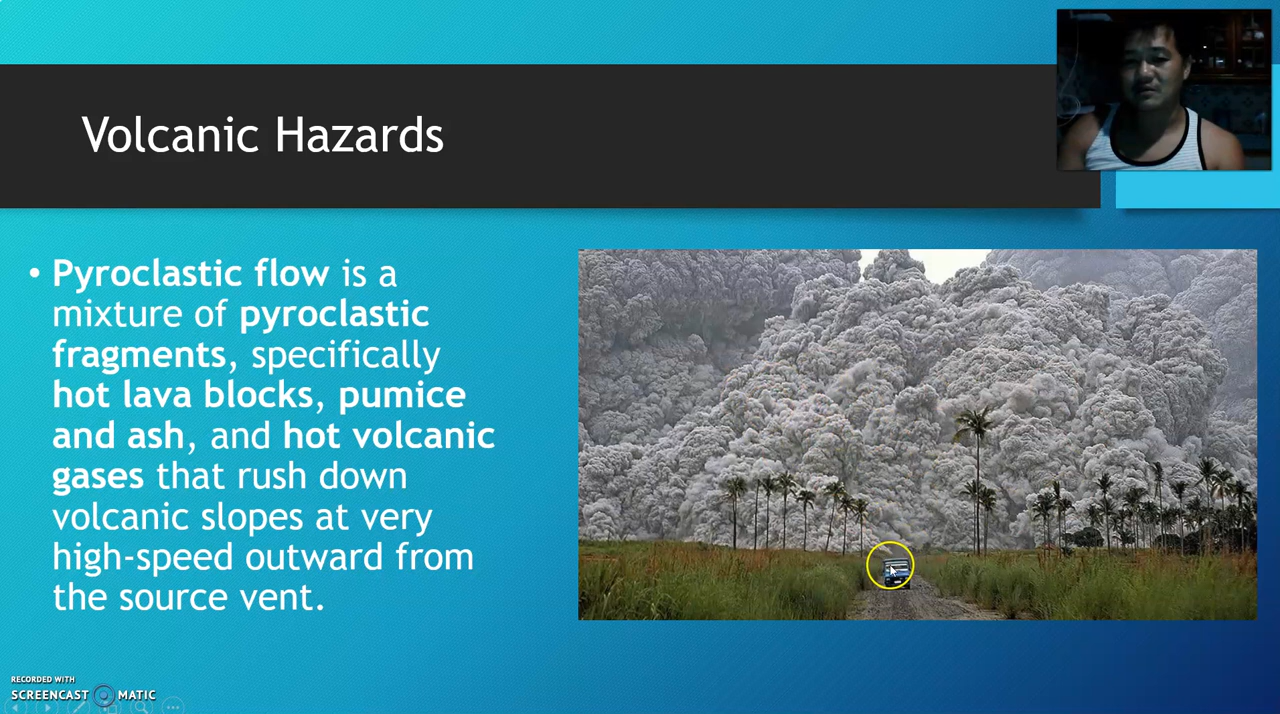 Volcanic Hazards
• Pyroclastic flow is a
mixture of pyroclastic
fragments, specifically
hot lava blocks, pumice
and ash, and hot volcanic
gases that rush down
volcanic slopes at very
high-speed outward from
the source vent.
RECORDED WITH
SCREENCAST MATIC